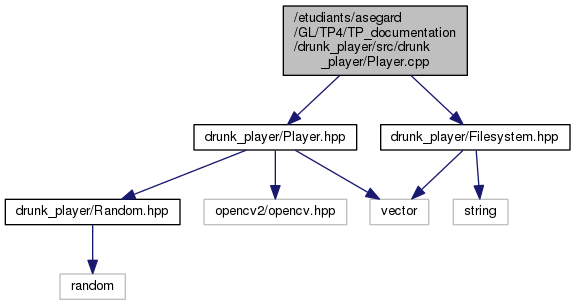 /etudiants/asegard
/GL/TP4/TP_documentation
/drunk_player/src/drunk
_player/Player.cpp
drunk_player/Player.hpp
drunk_player/Filesystem.hpp
drunk_player/Random.hpp
opencv2/opencv.hpp
vector
string
random